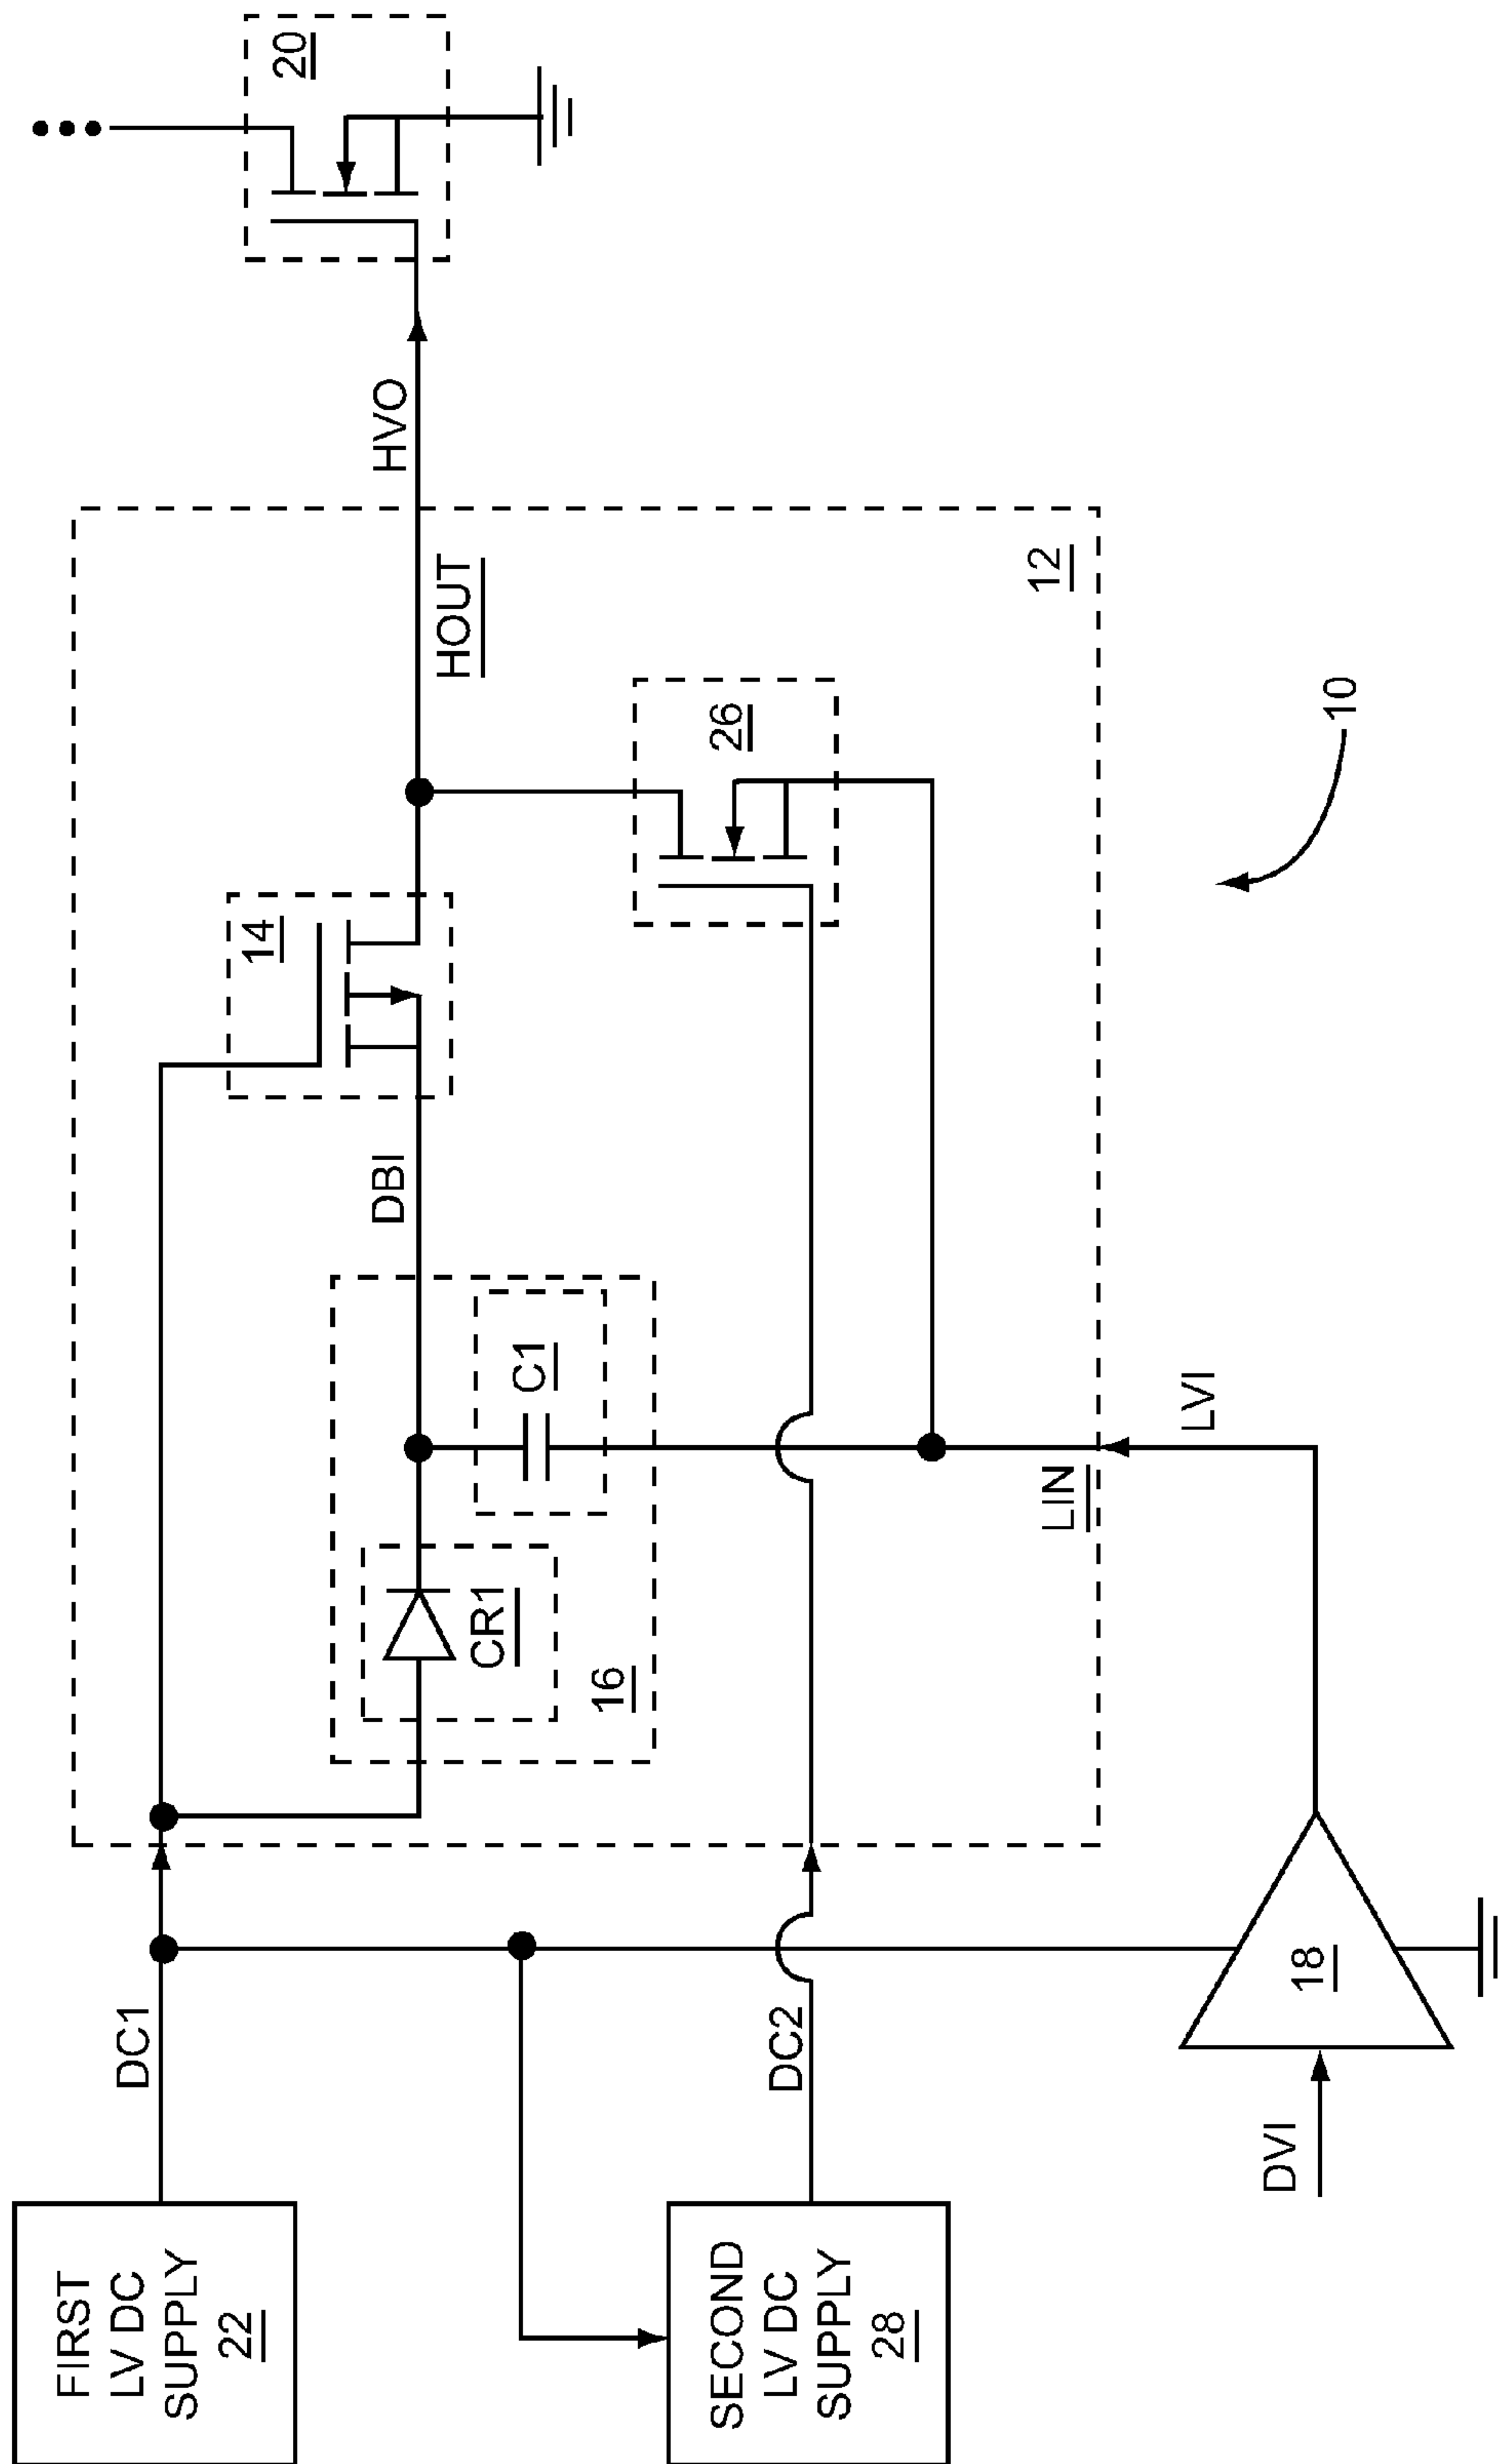 FIRST
LV DC
SUPPLY
22
DC1
SECOND
LV DC
SUPPLY
28
DC2
DVI
18
LVI
LIN
16
CR1
C1
DBI
14
26
HOUT
12
HVO
20
10